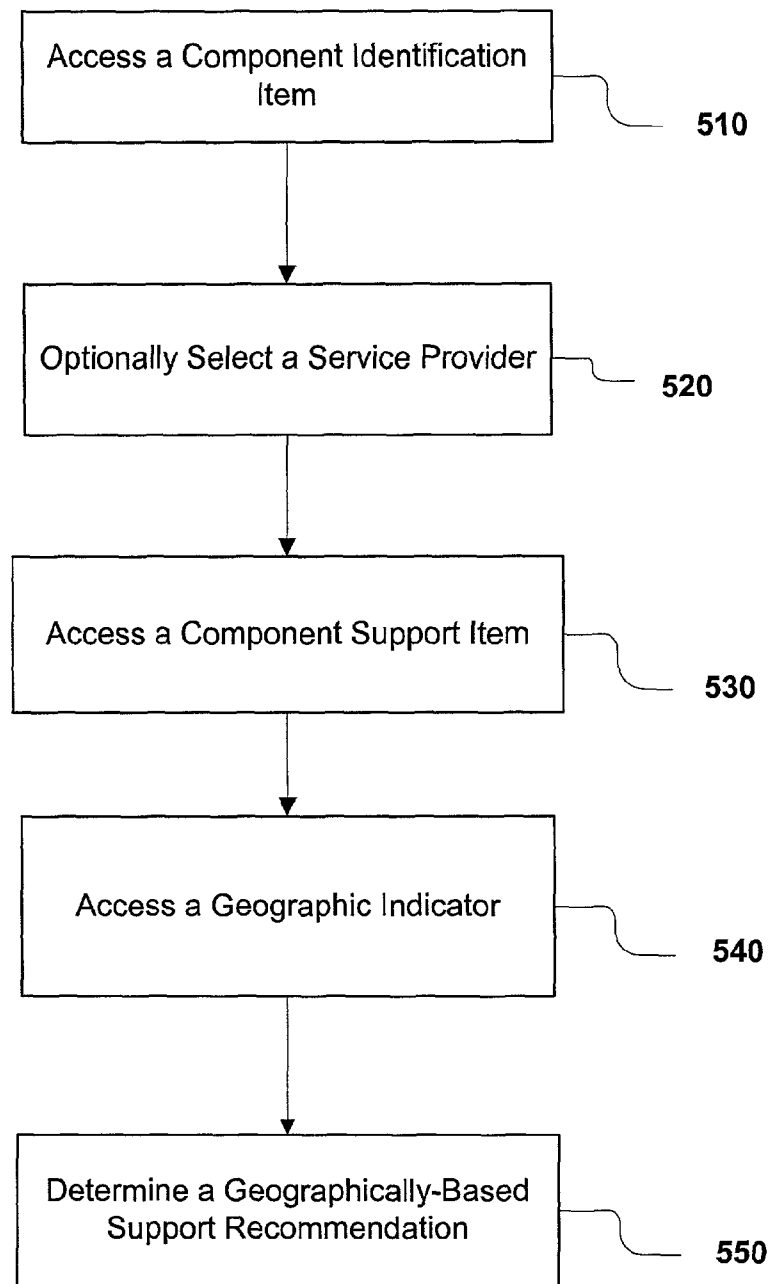 Access a Component Identification
Item
510
Optionally Select a Service Provider
520
Access a Component Support Item
530
Access a Geographic Indicator
540
Determine a Geographically-Based
Support Recommendation
550